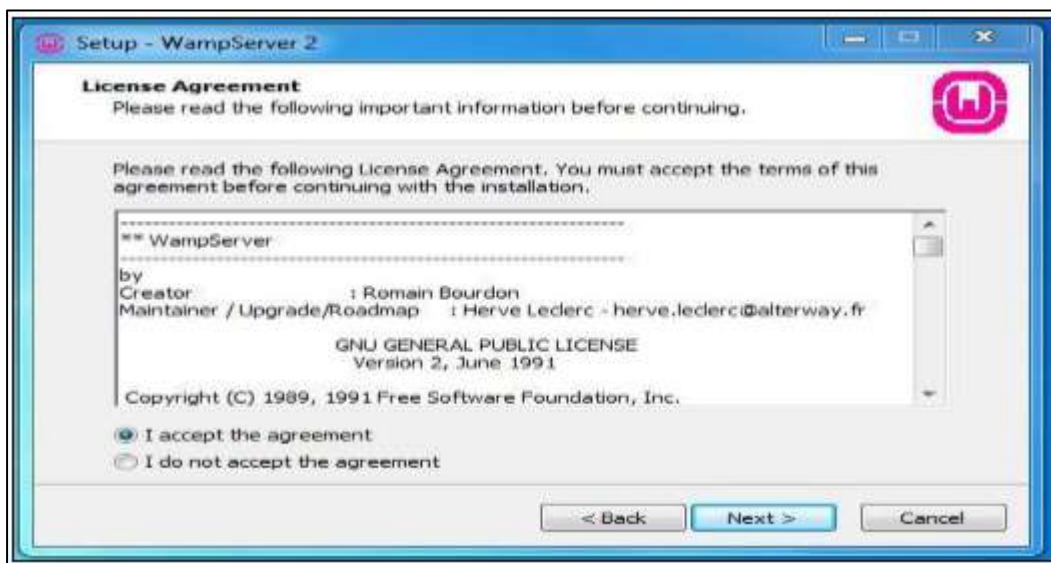 Setup - WampServer 2
License Agreement
Please read the following important information before continuing.
Please read the following License Agreement. You must accept the terms of this
agreement before continuing with the installation.
------------------------------------------------------------------------
** WampServer
------------------------------------------------------------------------
by
Creator : Romain Bourdon
Maintainer / Upgrade/Roadmap : Herve Leclerc - herve.leclerc@alterway.fr
GNU GENERAL PUBLIC LICENSE
Version 2, June 1991
Copyright (C) 1989, 1991 Free Software Foundation, Inc.
I accept the agreement
I do not accept the agreement
< Back Next > Cancel